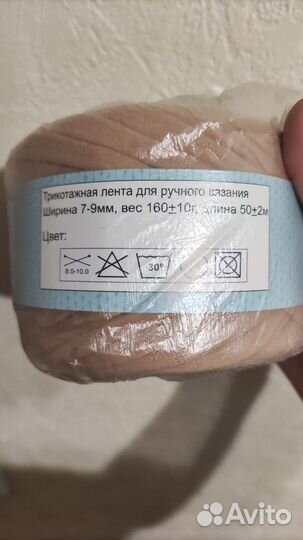 Трикотажная лента для ручного вязания
Ширина 7-9мм, вес 160±10г, длина 50±2м
Цвет:
8.0-10.0
30°
Avito